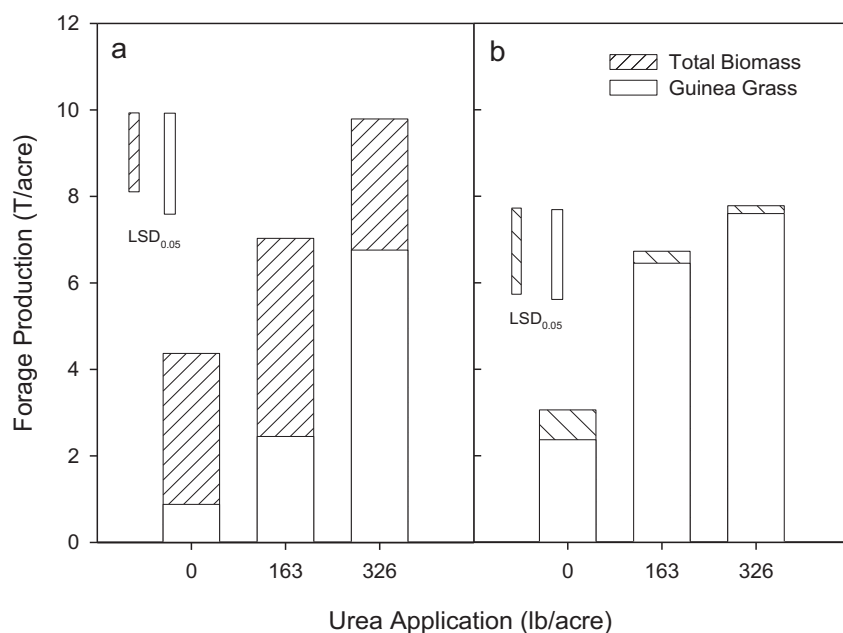 12
10
8
6
4
2
0
Forage Production (T/acre)
a
LSD0.05
b
Total Biomass
Guinea Grass
LSD0.05
0 163 326 0 163 326
Urea Application (lb/acre)